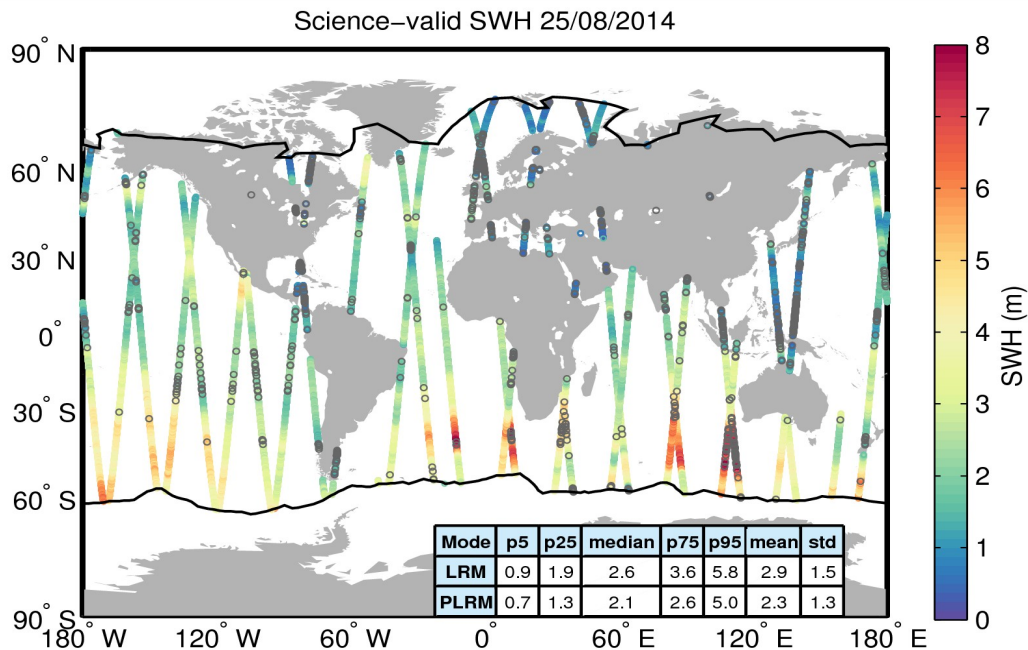 Science−valid SWH 25/08/2014
90° N
60° N
30° N
0°
30° S
60° S
90° S
180° W
120° W
60° W
0°
60° E
120° E
180° E
Mode p5 p25 median p75 p95 mean std
LRM 0.9 1.9 2.6 3.6 5.8 2.9 1.5
PLRM 0.7 1.3 2.1 2.6 5.0 2.3 1.3
8
7
6
5
4
3
2
1
0
SWH (m)